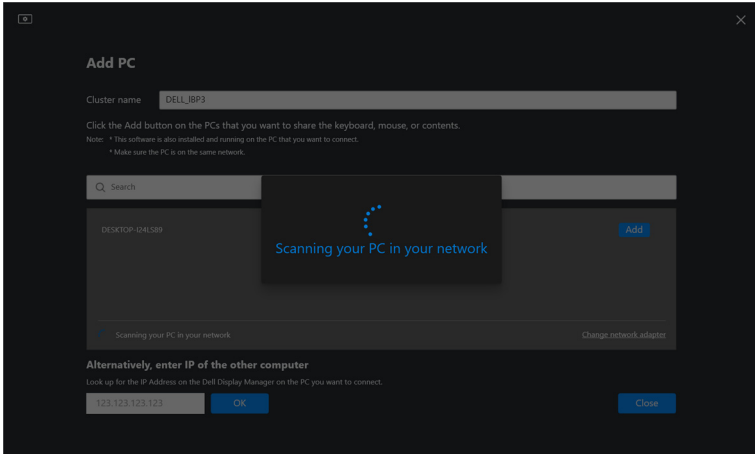 Add PC
Cluster name DELL_IBP3
Click the Add button on the PCs that you want to share the keyboard, mouse, or contents.
Note: * This software is also installed and running on the PC that you want to connect.
* Make sure the PC is on the same network.
Search
Scanning your PC in your network
DESKTOP-I24LS89 Add
Scanning your PC in your network Change network adapter
Alternatively, enter IP of the other computer
Look up for the IP Address on the Dell Display Manager on the PC you want to connect.
123.123.123.123 OK Close